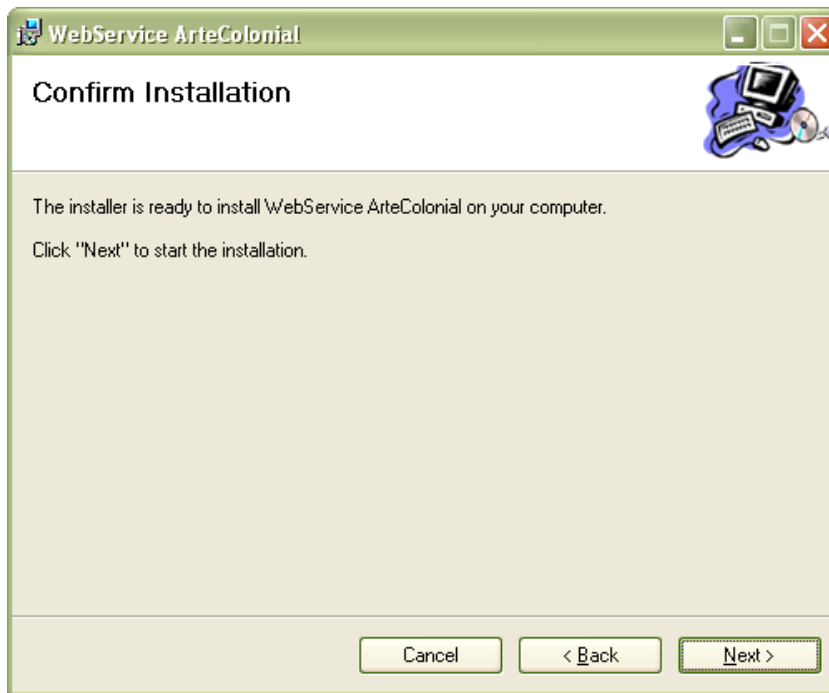 WebService ArteColonial
Confirm Installation
The installer is ready to install WebService ArteColonial on your computer.
Click "Next" to start the installation.
Cancel
< Back
Next >